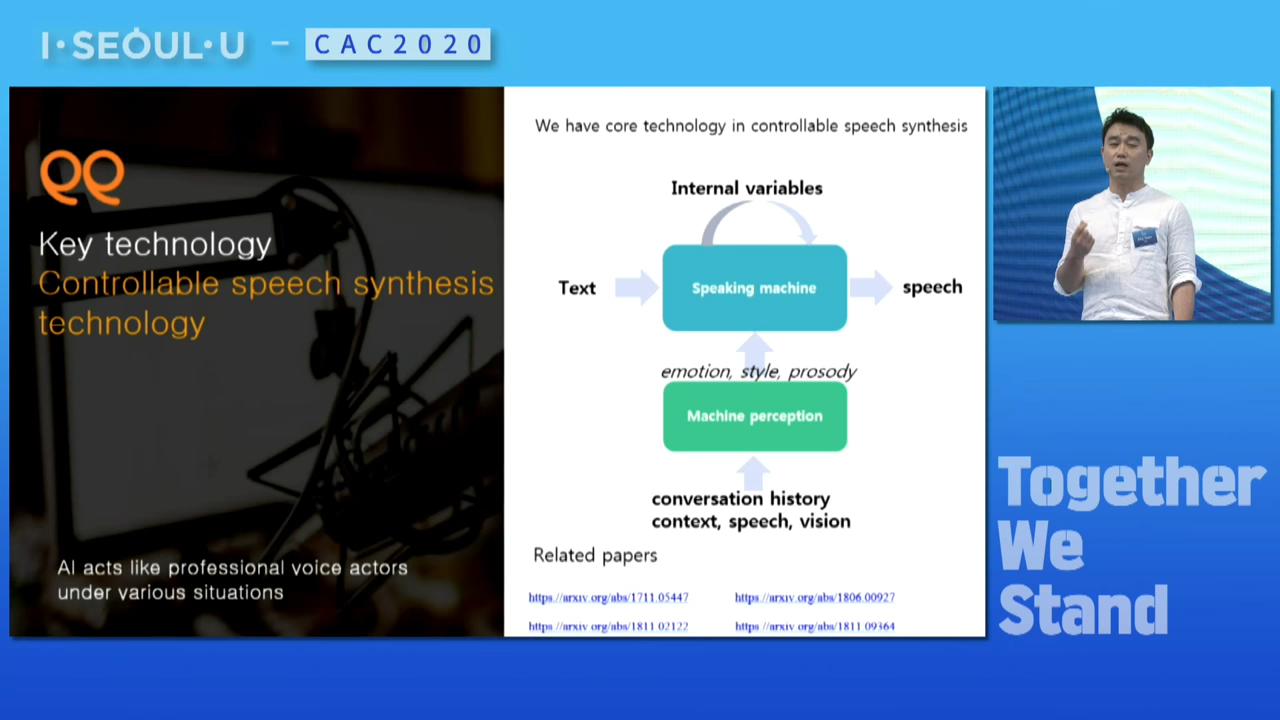 I·SEOUL·U – CAC2020
Key technology
Controllable speech synthesis
technology
AI acts like professional voice actors
under various situations
We have core technology in controllable speech synthesis
Internal variables
Text
Speaking machine
speech
emotion, style, prosody
Machine perception
conversation history
context, speech, vision
Related papers
https://arxiv.org/abs/1711.05447
https://arxiv.org/abs/1806.00927
https://arxiv.org/abs/1811.02122
https://arxiv.org/abs/1811.09364
Together
We
Stand